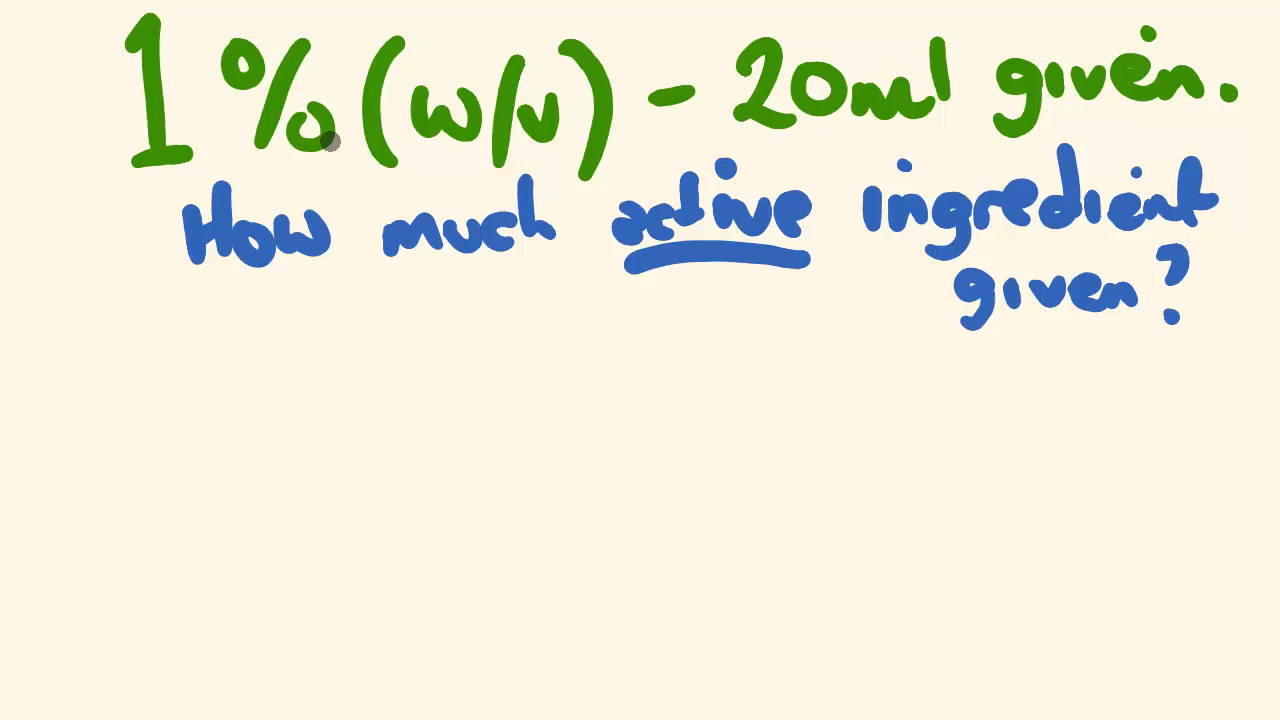 1% (w/v) - 20ml given.
How much active ingredient
given?